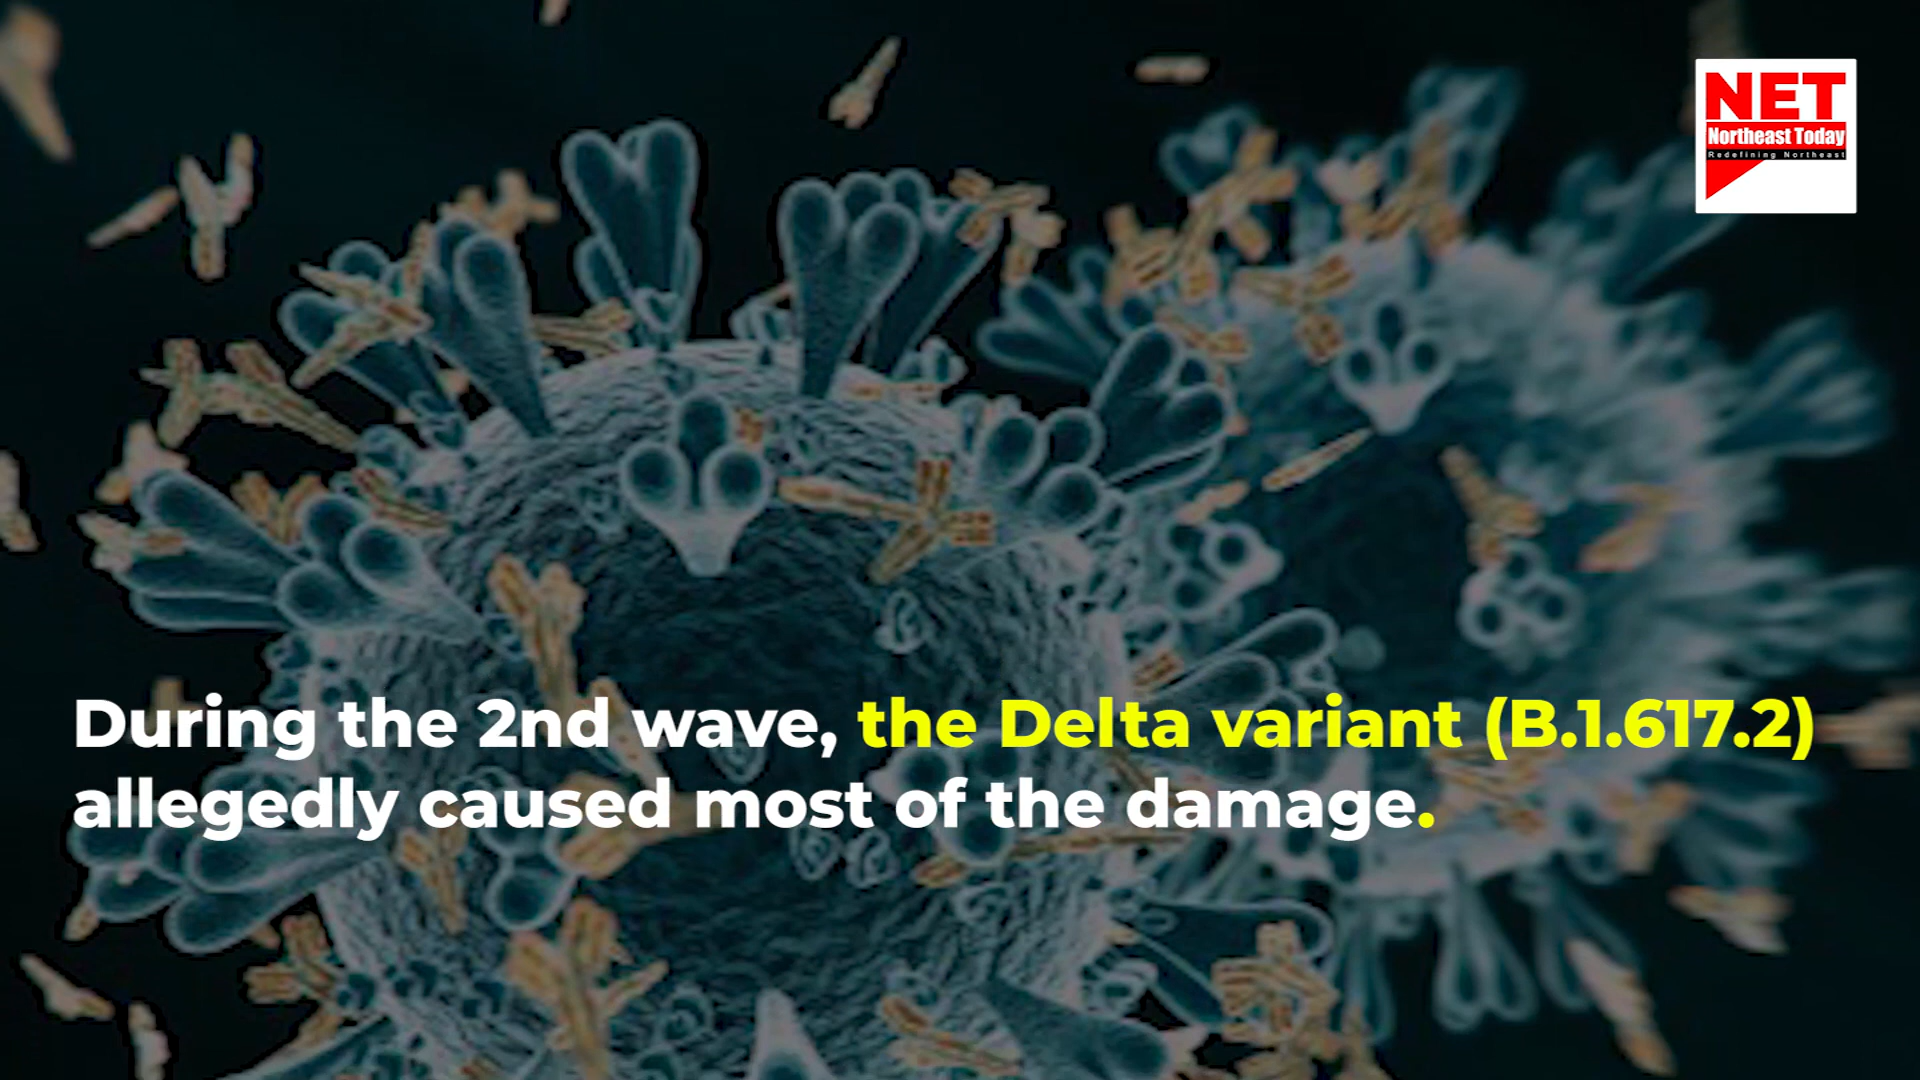 NET
Northeast Today
Redefining Northeast
During the 2nd wave, the Delta variant (B.1.617.2)
allegedly caused most of the damage.